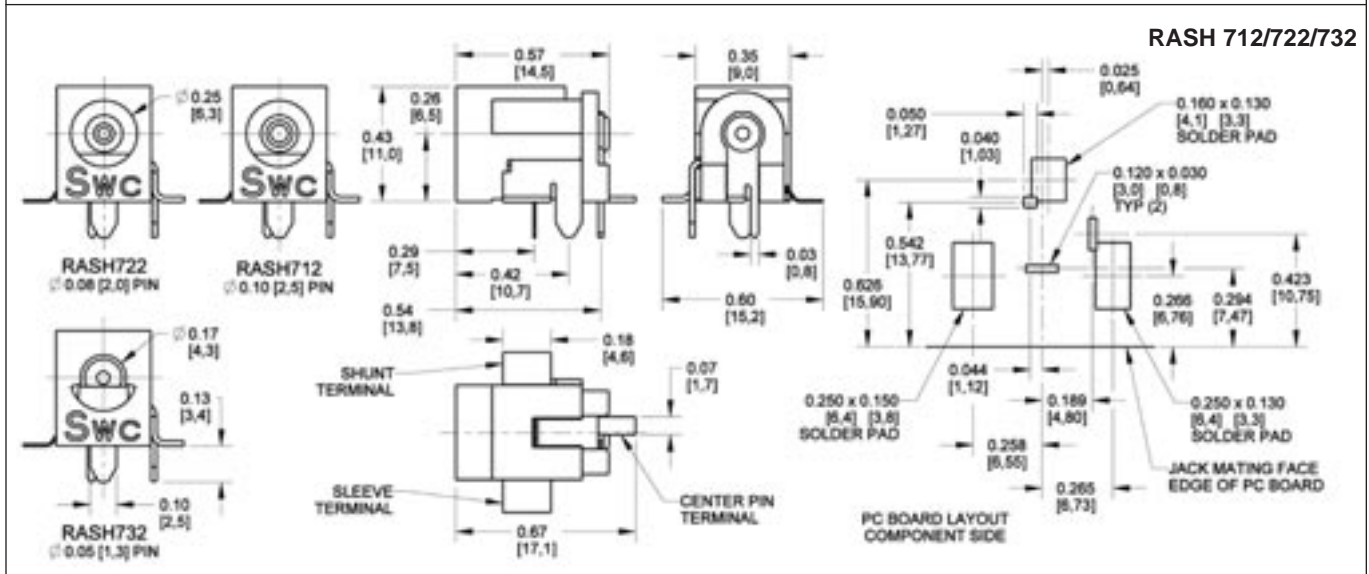 RASH 712/722/732
Ø 0.25
[6,3]
SWC
RASH722
Ø 0.08 [2,0] PIN
SWC
RASH712
Ø 0.10 [2,5] PIN
0.57
[14,5]
0.43
[11,0]
0.26
[6,5]
0.29
[7,5]
0.42
[10,7]
0.54
[13,8]
0.35
[9,0]
0.03
[0,8]
0.60
[15,2]
Ø 0.17
[4,3]
SWC
0.13
[3,4]
0.10
[2,5]
RASH732
Ø 0.05 [1,3] PIN
0.18
[4,6]
SHUNT
TERMINAL
0.07
[1,7]
SLEEVE
TERMINAL
CENTER PIN
TERMINAL
0.67
[17,1]
0.025
[0,64]
0.050
[1,27]
0.040
[1,03]
0.160 x 0.130
[4,1] [3,3]
SOLDER PAD
0.120 x 0.030
[3,0] [0,8]
TYP (2)
0.542
[13,77]
0.626
[15,90]
0.423
[10,75]
0.266
[6,76]
0.294
[7,47]
0.044
[1,12]
0.189
[4,80]
0.250 x 0.150
[6,4] [3,8]
SOLDER PAD
0.250 x 0.130
[6,4] [3,3]
SOLDER PAD
0.258
[6,55]
0.265
[6,73]
JACK MATING FACE
EDGE OF PC BOARD
PC BOARD LAYOUT
COMPONENT SIDE